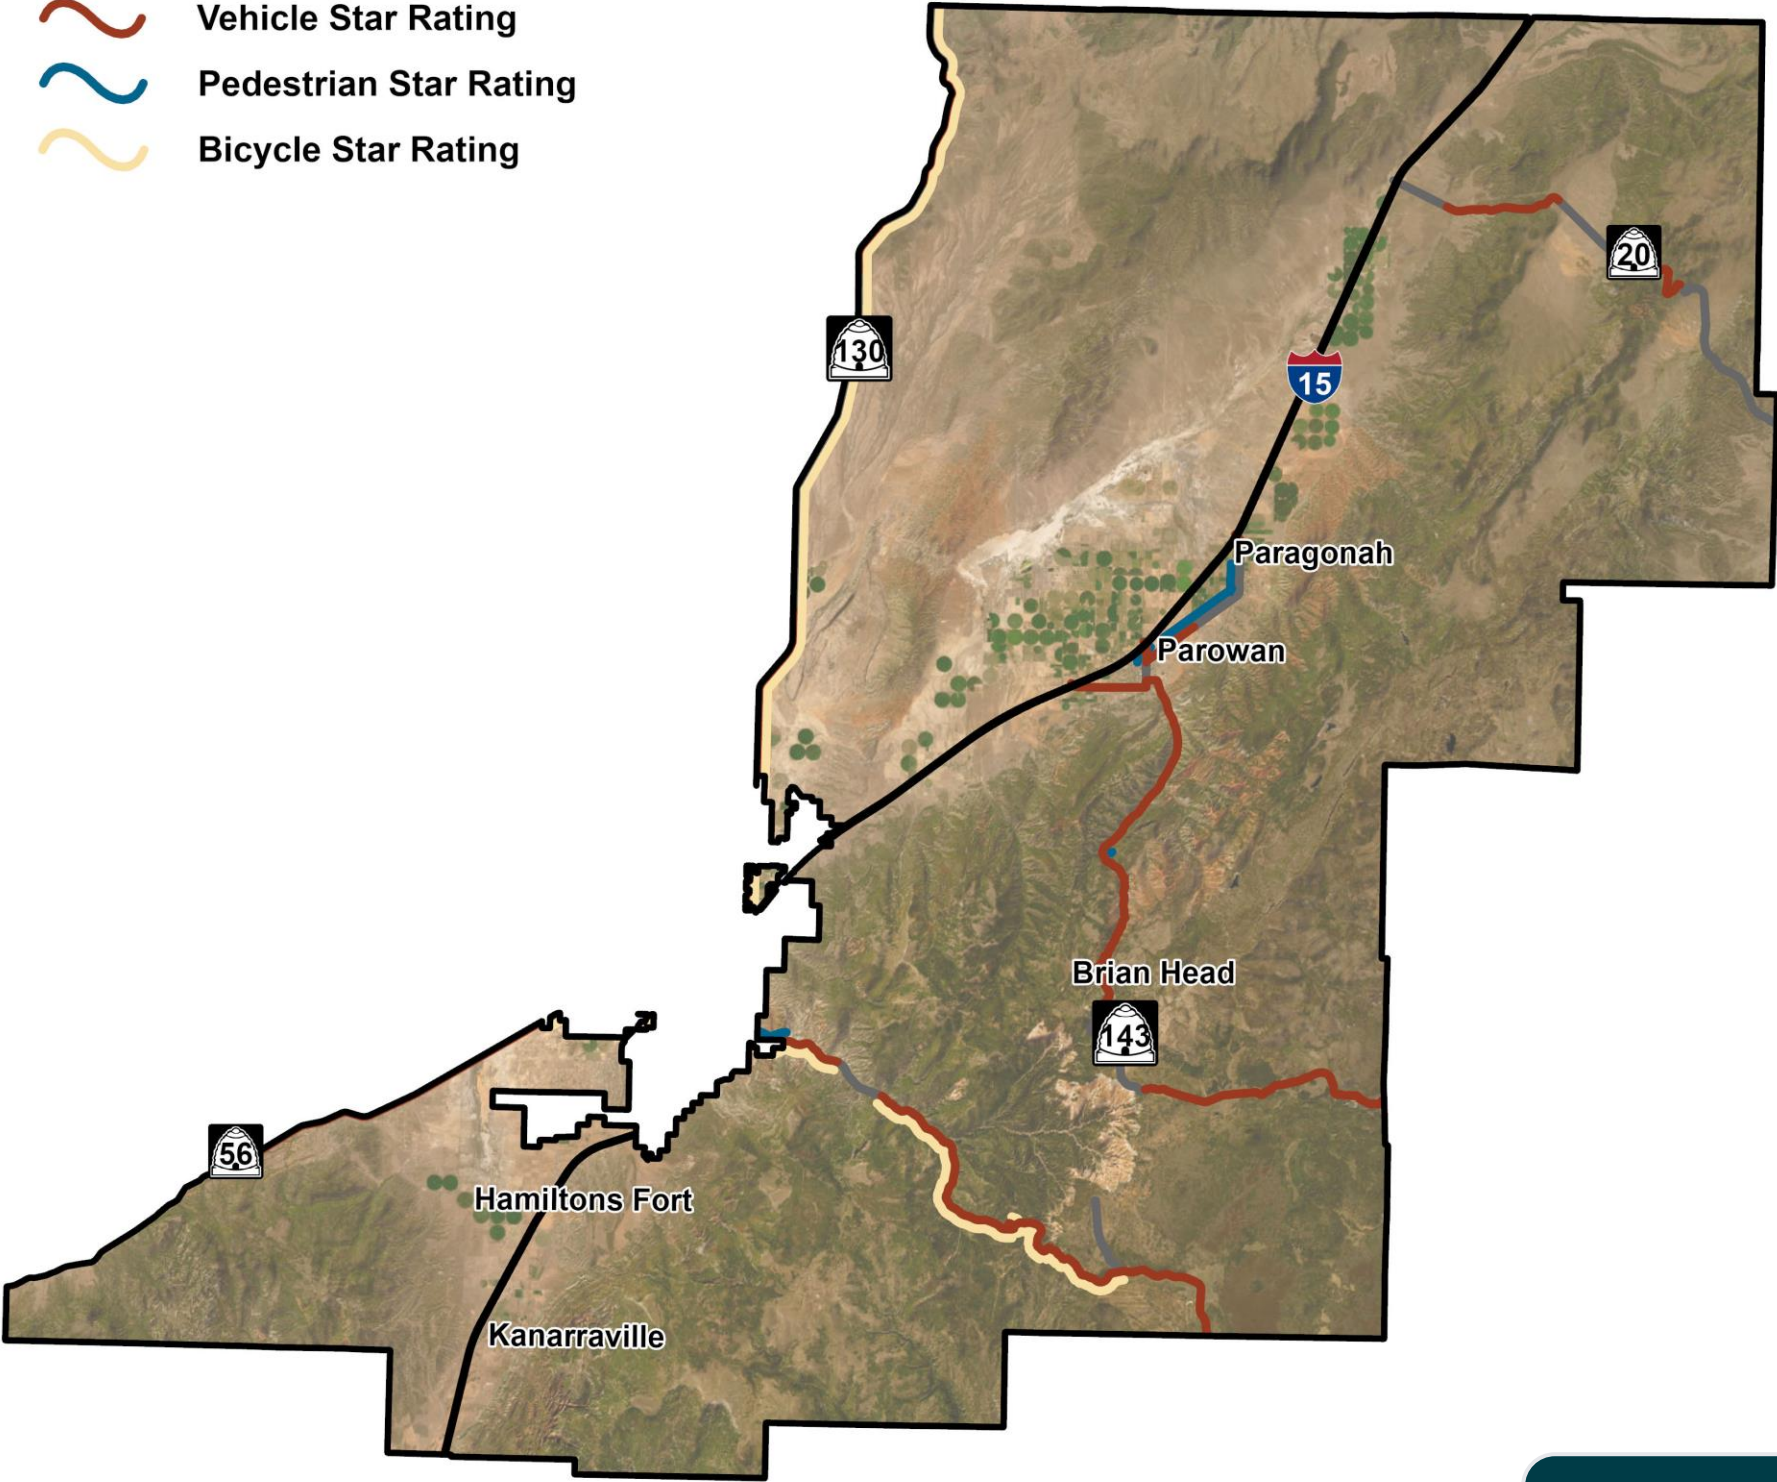 Vehicle Star Rating
Pedestrian Star Rating
Bicycle Star Rating
20
130
15
Paragonah
Parowan
Brian Head
143
56
Hamiltons Fort
Kanarraville